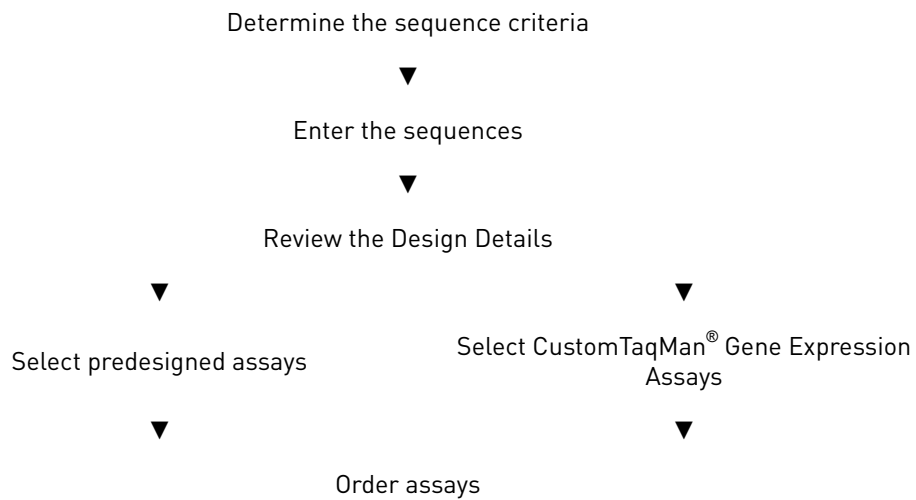 Determine the sequence criteria
▼
Enter the sequences
▼
Review the Design Details
▼ ▼
Select predesigned assays
Select CustomTaqMan® Gene Expression
Assays
▼ ▼
Order assays